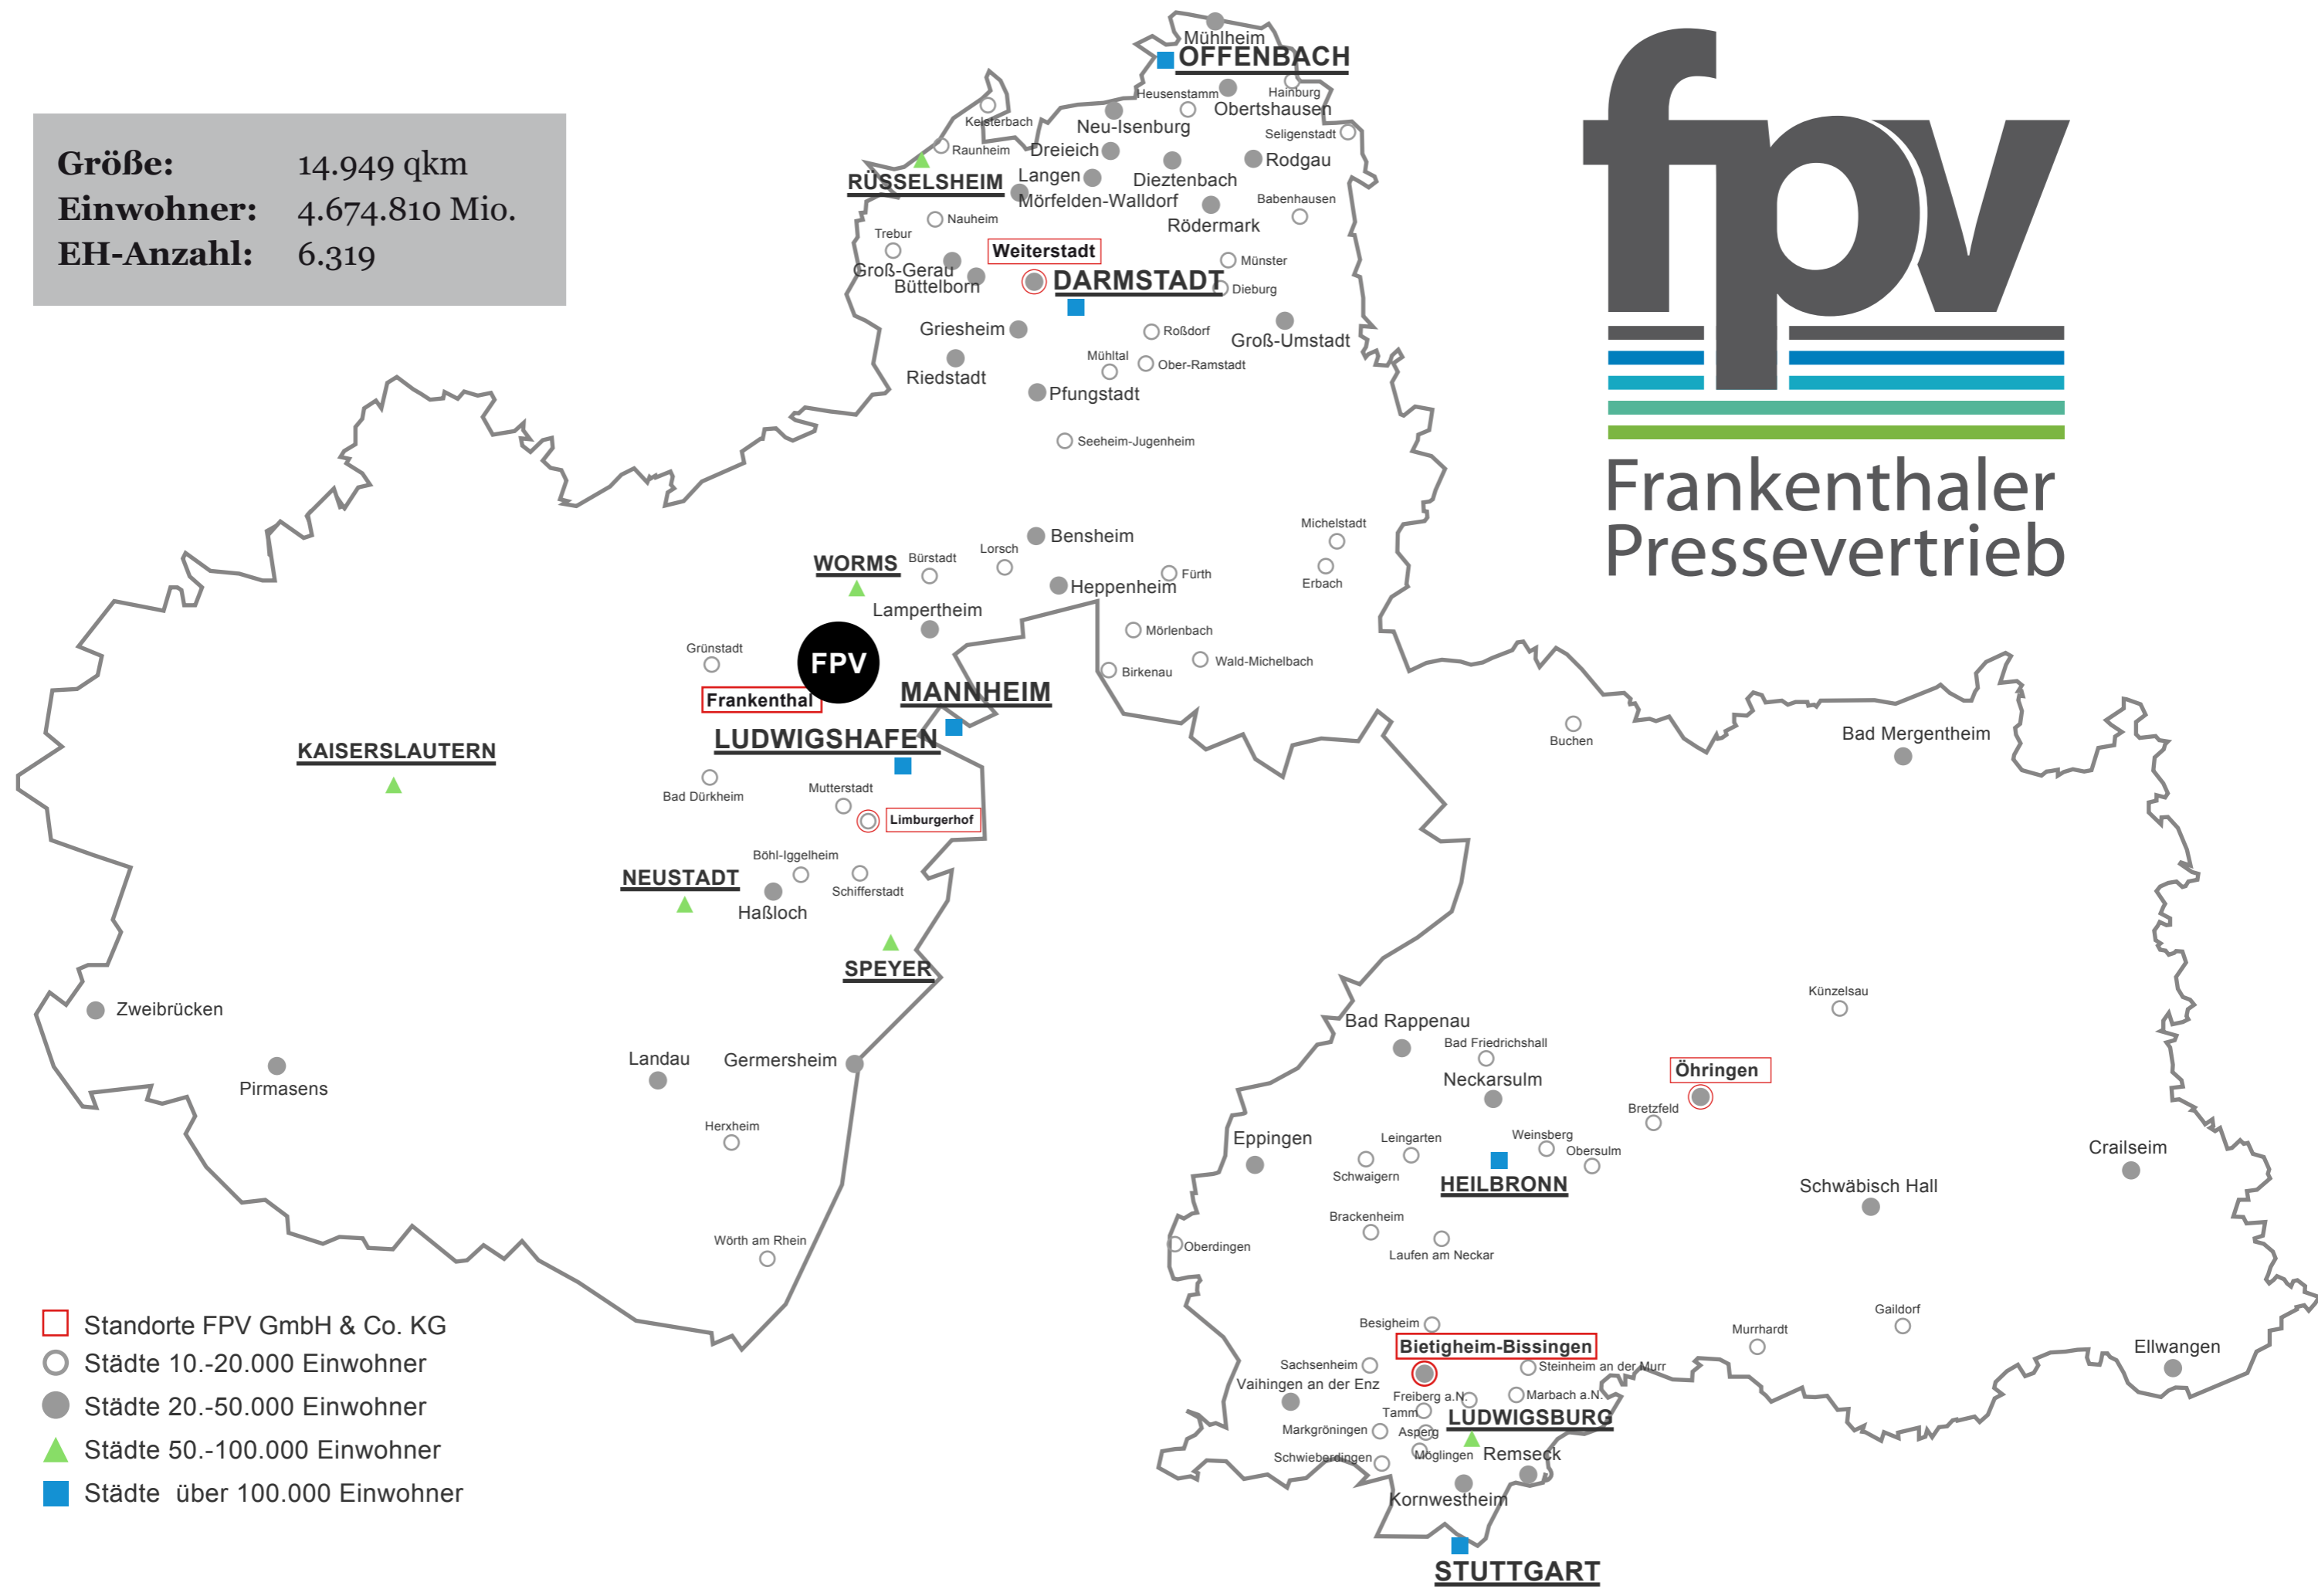 Größe: 14.949 qkm
Einwohner: 4.674.810 Mio.
EH-Anzahl: 6.319
fpv
Frankenthaler
Pressevertrieb
Mühlheim
OFFENBACH
Heusenstamm
Hainburg
Obertshausen
Kelsterbach
Neu-Isenburg
Seligenstadt
Raunheim
Dreieich
Rodgau
RÜSSELSHEIM
Langen
Dieztenbach
Mörfelden-Walldorf
Babenhausen
Nauheim
Rödermark
Trebur
Weiterstadt
Münster
Groß-Gerau
Büttelborn
DARMSTADT
Dieburg
Griesheim
Roßdorf
Groß-Umstadt
Mühltal
Ober-Ramstadt
Riedstadt
Pfungstadt
Seeheim-Jugenheim
Michelstadt
Bensheim
Lorsch
WORMS
Bürstadt
Fürth
Erbach
Heppenheim
Lampertheim
Mörlenbach
Grünstadt
FPV
Wald-Michelbach
Birkenau
Frankenthal
MANNHEIM
LUDWIGSHAFEN
Buchen
Bad Mergentheim
KAISERSLAUTERN
Bad Dürkheim
Mutterstadt
Limburgerhof
Böhl-Iggelheim
NEUSTADT
Schifferstadt
Haßloch
SPEYER
Künzelsau
Zweibrücken
Bad Rappenau
Bad Friedrichshall
Landau
Germersheim
Öhringen
Neckarsulm
Pirmasens
Bretzfeld
Herxheim
Eppingen
Leingarten
Weinsberg
Obersulm
Crailseim
Schwaigern
HEILBRONN
Schwäbisch Hall
Brackenheim
Wörth am Rhein
Oberdingen
Laufen am Neckar
Gaildorf
Besigheim
Murrhardt
Bietigheim-Bissingen
Ellwangen
Sachsenheim
Steinheim an der Murr
Vaihingen an der Enz
Freiberg a.N.
Marbach a.N.
Tamm
LUDWIGSBURG
Markgröningen
Asperg
Möglingen
Remseck
Schwieberdingen
Kornwestheim
STUTTGART
Standorte FPV GmbH & Co. KG
Städte 10.-20.000 Einwohner
Städte 20.-50.000 Einwohner
Städte 50.-100.000 Einwohner
Städte über 100.000 Einwohner